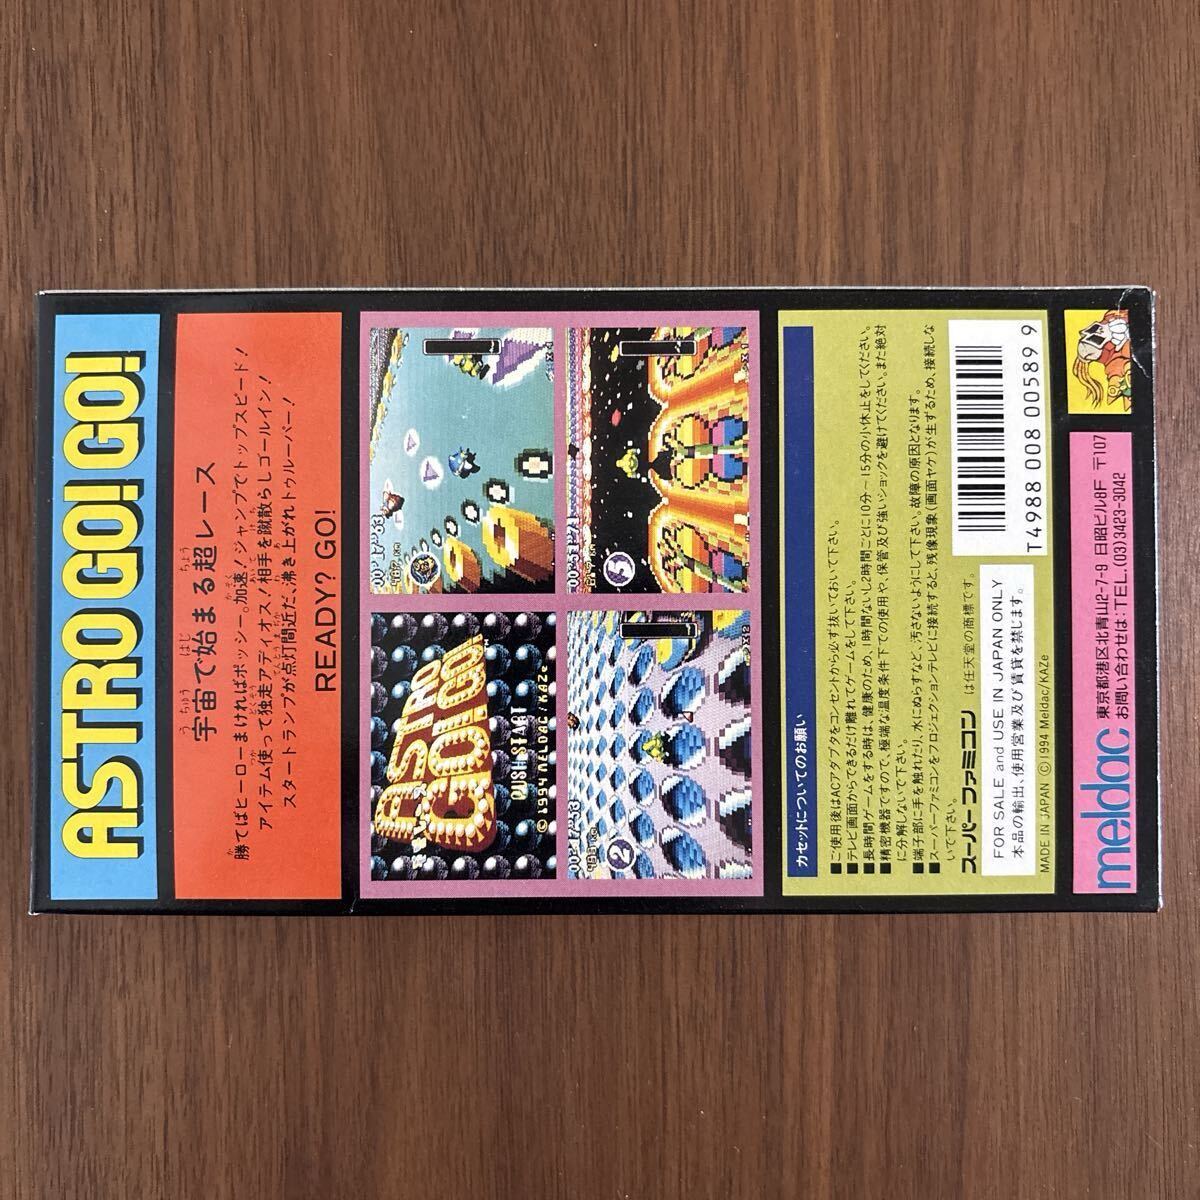 ASTRO GO! GO!
宇宙で始まる超レース
勝てばヒーローまければボッシー。加速／ジャンプでトップスピード！
アイテム使って独走アディオス！相手を蹴散らしゴールイン！
スタートランプが点灯間近だ、沸き上がれトゥルーパー！
READY? GO!
ASTRO
GO! GO!
PUSH START
©1994 MELDAC/KAZe
カセットについてのお願い
■ご使用後はACアダプタをコンセントから必ず抜いておいて下さい。
■テレビ画面からできるだけ離れてゲームをして下さい。
■長時間ゲームをする時は、健康のため、1時間ないし2時間ごとに10分～15分の小休止をしてください。
■精密機器ですので、極端な温度条件下での使用や、保管及び強いショックを避けてください。また絶対
に分解しないで下さい。
■端子部に手を触れたり、水にぬらすなど、汚さないようにして下さい。故障の原因となります。
■スーパーファミコンをプロジェクションテレビに接続すると、残像現象（画面ヤケ）が生ずるため、接続しな
いで下さい。
スーパーファミコン は任天堂の商標です。
FOR SALE and USE IN JAPAN ONLY
本品の輸出、使用営業及び賃貸を禁じます。
MADE IN JAPAN ©1994 Meldac/KAZe
T4988 008 00589 9
meldac
東京都港区北青山2-7-9 日昭ビル8F 〒107
お問い合わせは：TEL.(03)3423-3042